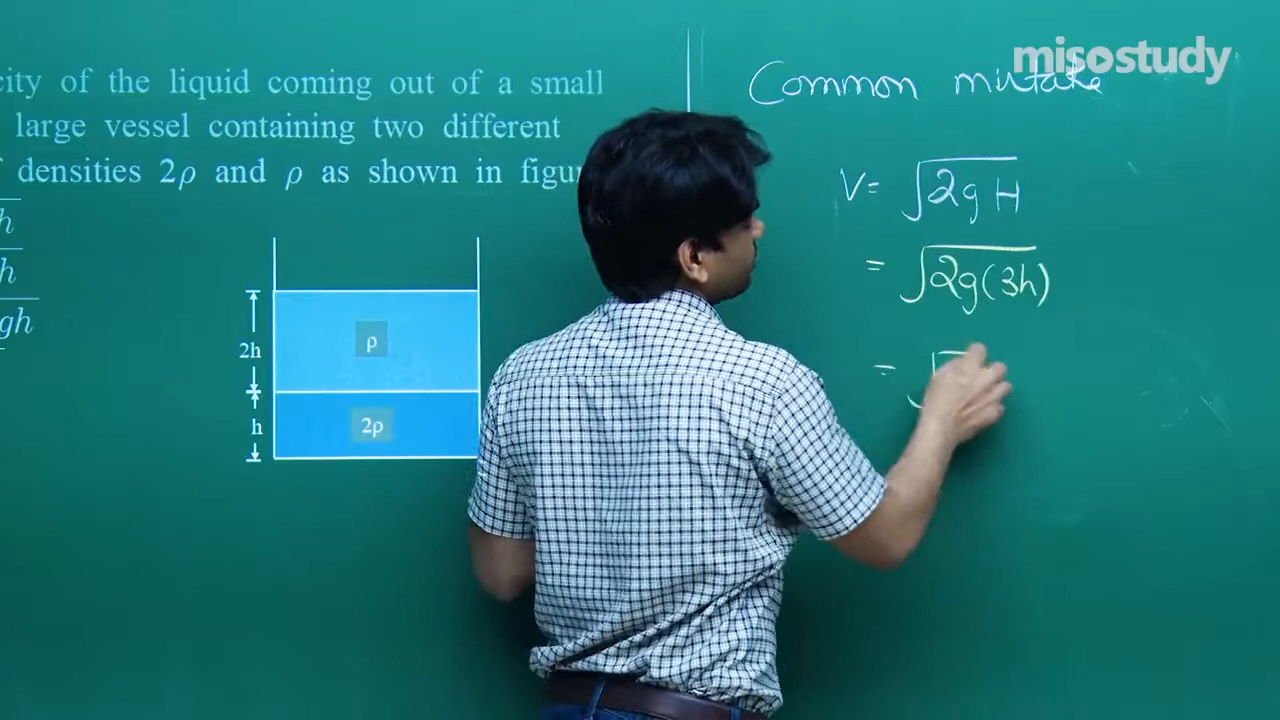 misostudy
city of the liquid coming out of a small
large vessel containing two different
densities 2ρ and ρ as shown in figu
h
h
gh
2h
ρ
h
2ρ
Common mistake
V = √2gH
= √2g(3h)
= √